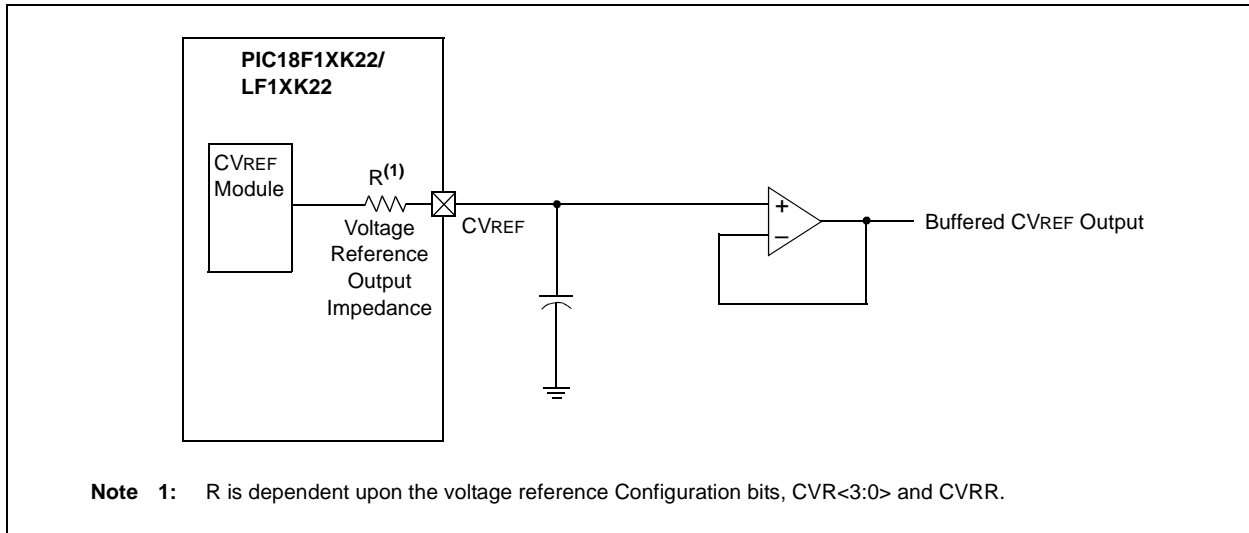 PIC18F1XK22/
LF1XK22
CVREF
Module
R(1)
Voltage
Reference
Output
Impedance
CVREF
+
–
Buffered CVREF Output
Note 1: R is dependent upon the voltage reference Configuration bits, CVR<3:0> and CVRR.